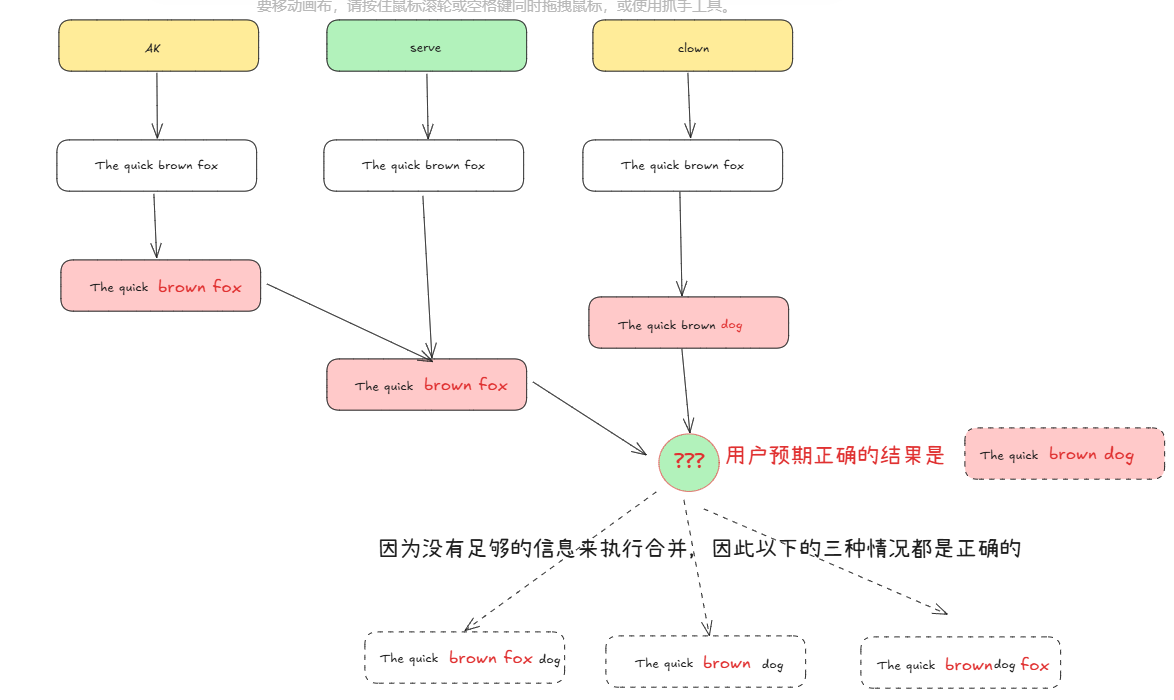 要移动画布，请按住鼠标滚轮或空格键同时拖拽鼠标，或使用抓手工具。
AK
serve
clown
The quick brown fox
The quick brown fox
The quick brown fox
The quick brown fox
The quick brown dog
The quick brown fox
???
用户预期正确的结果是
The quick brown dog
因为没有足够的信息来执行合并，因此以下的三种情况都是正确的
The quick brown fox dog
The quick brown dog
The quick brown dog fox